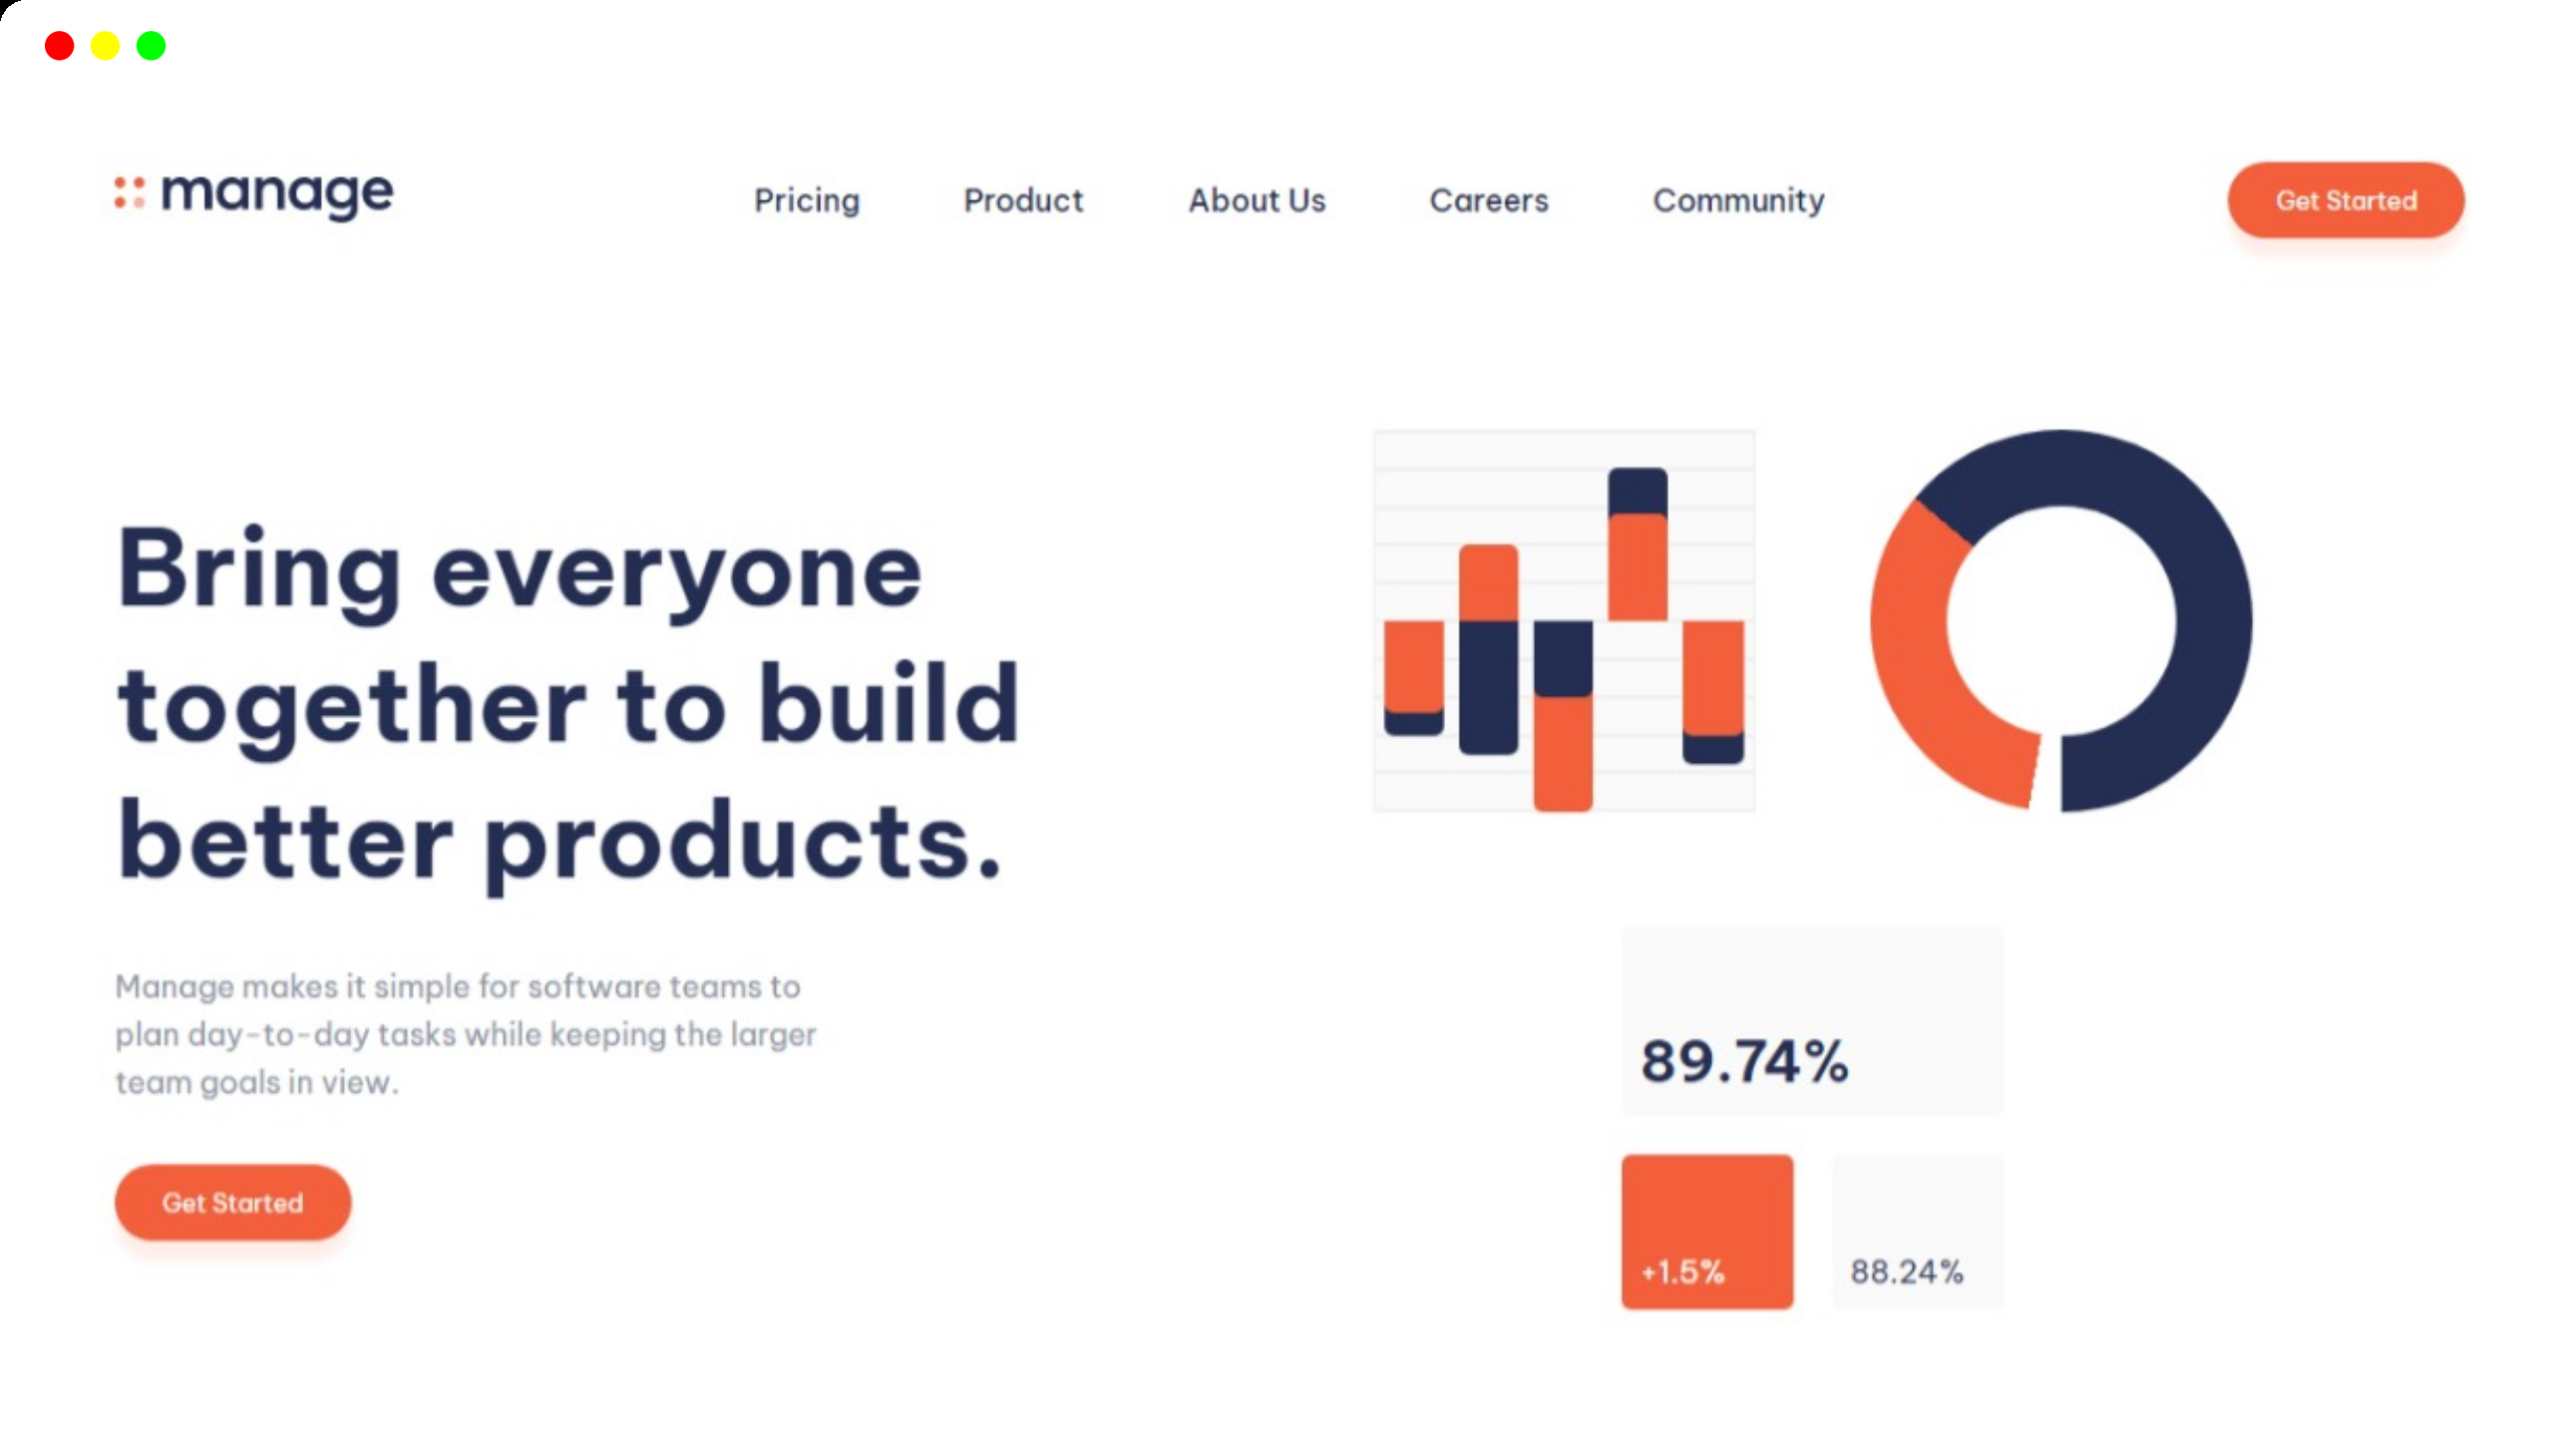 manage
Pricing
Product
About Us
Careers
Community
Get Started
Bring everyone
together to build
better products.
Manage makes it simple for software teams to
plan day-to-day tasks while keeping the larger
team goals in view.
Get Started
89.74%
+1.5%
88.24%